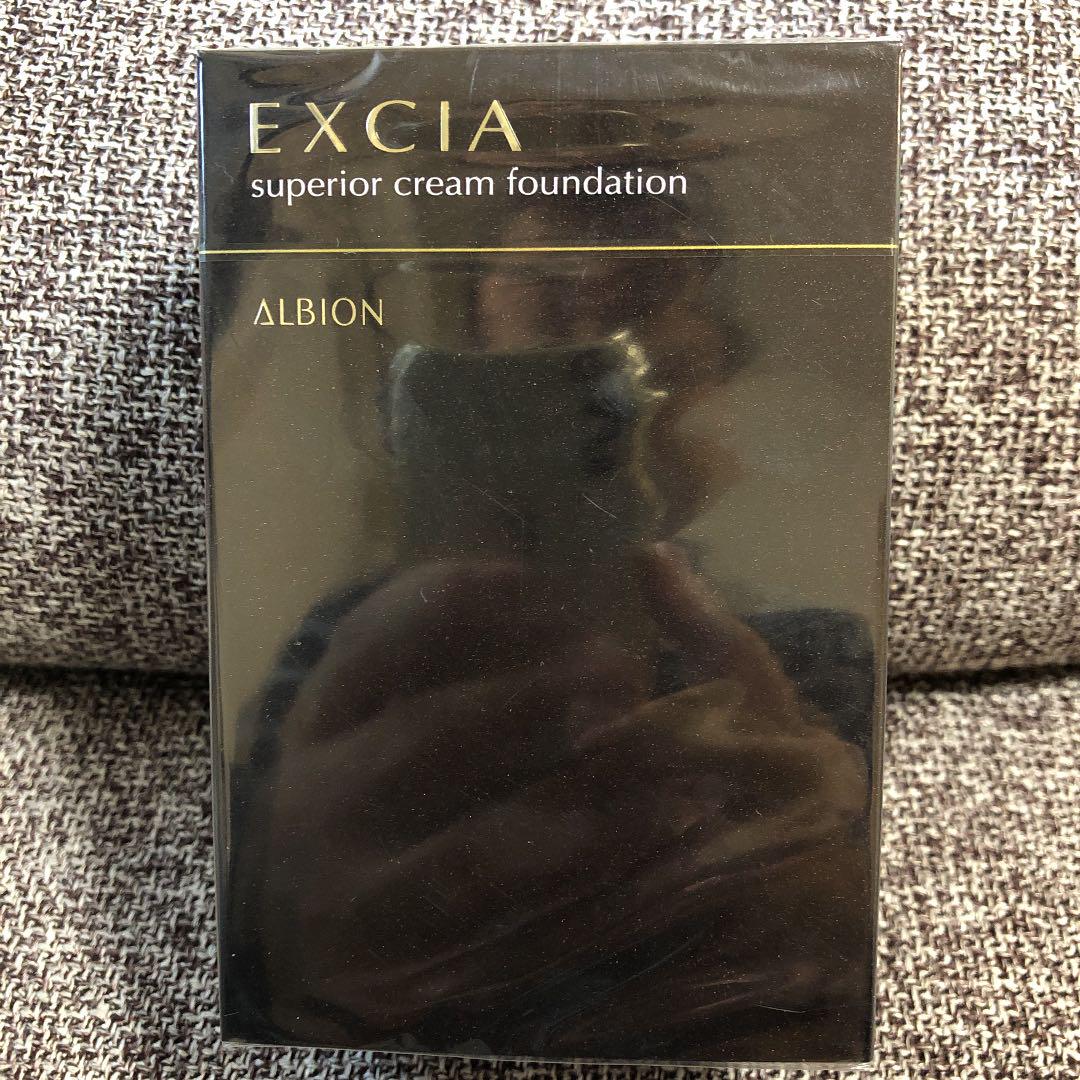 EXCIA
superior cream foundation
ALBION